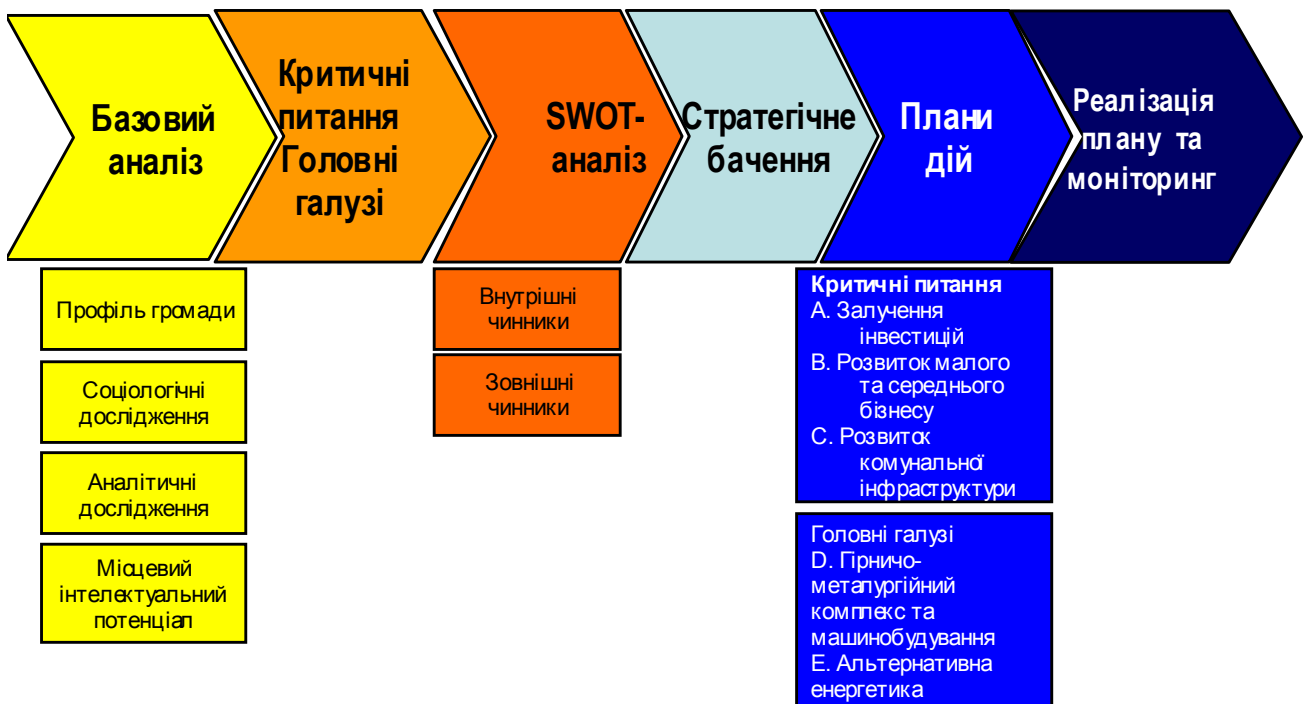 Базовий
аналіз
Критичні
питання
Головні
галузі
SWOT-
аналіз
Стратегічне
бачення
Плани
дій
Реалізація
плану та
моніторинг
Профіль громади
Соціологічні
дослідження
Аналітичні
дослідження
Місцевий
інтелектуальний
потенціал
Внутрішні
чинники
Зовнішні
чинники
Критичні питання
A. Залучення
інвестицій
B. Розвиток малого
та середнього
бізнесу
C. Розвиток
комунальної
інфраструктури
Головні галузі
D. Гірничо-
металургійний
комплекс та
машинобудування
E. Альтернативна
енергетика